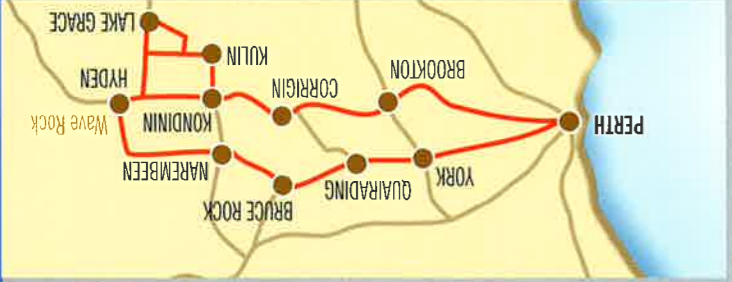 BRUCE ROCK
QUAIRADING
YORK
NAREMBEEN
PERTH
KONDININ
Wave Rock
CORRIGIN
HYDEN
BROOKTON
KULIN
LAKE GRACE